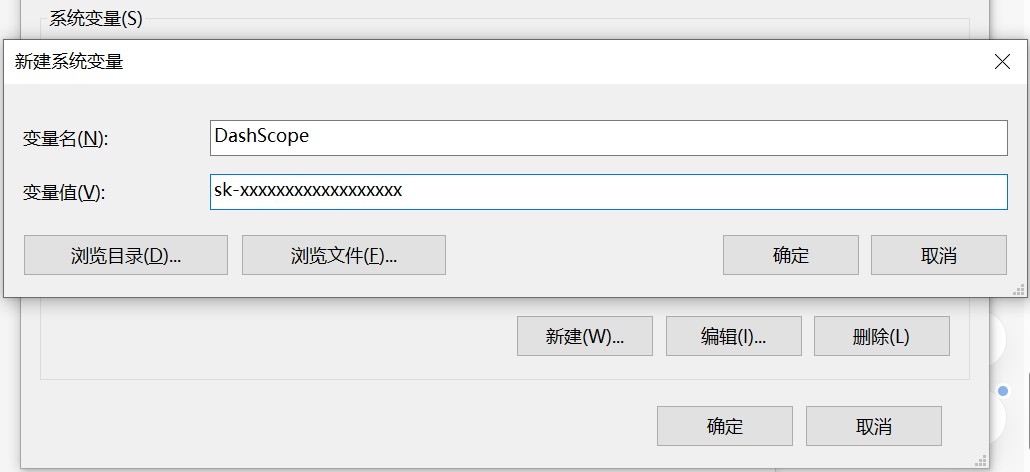 系统变量(S)
新建系统变量
变量名(N):
DashScope
变量值(V):
sk-xxxxxxxxxxxxxxxxxx
浏览目录(D)...
浏览文件(F)...
确定
取消
新建(W)...
编辑(I)...
删除(L)
确定
取消